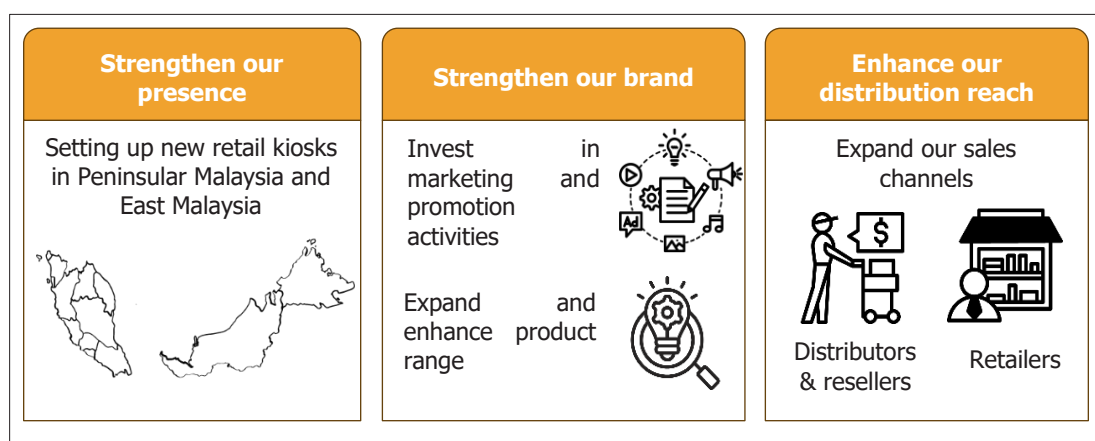 Strengthen our
presence
Setting up new retail kiosks
in Peninsular Malaysia and
East Malaysia
Strengthen our brand
Invest in
marketing and
promotion
activities
Ad
Expand and
enhance product
range
Enhance our
distribution reach
Expand our sales
channels
$
Distributors
& resellers
Retailers